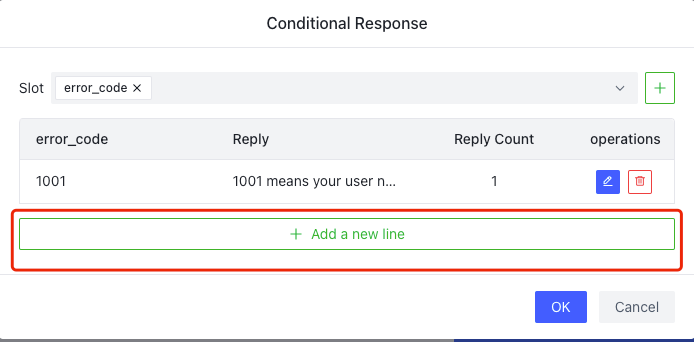 Conditional Response
Slot error_code ✕
error_code Reply Reply Count operations
1001 1001 means your user n... 1
+ Add a new line
OK Cancel